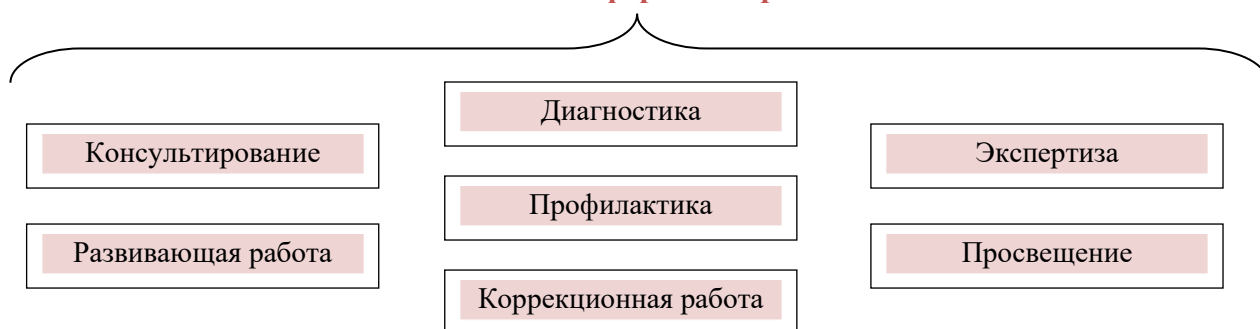 Диагностика
Консультирование
Экспертиза
Профилактика
Развивающая работа
Просвещение
Коррекционная работа